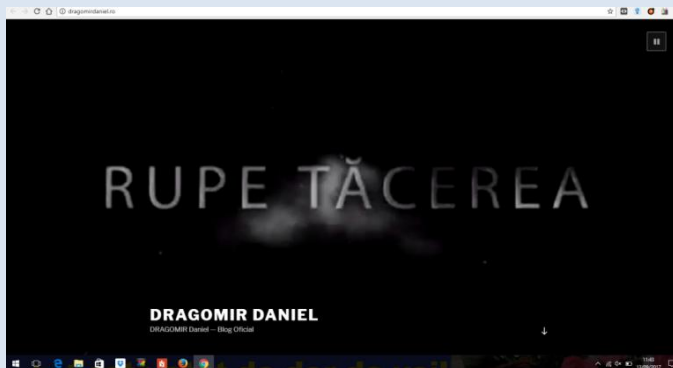 dragomirdaniel.ro
RUPE TĂCEREA
DRAGOMIR DANIEL
DRAGOMIR Daniel — Blog Oficial